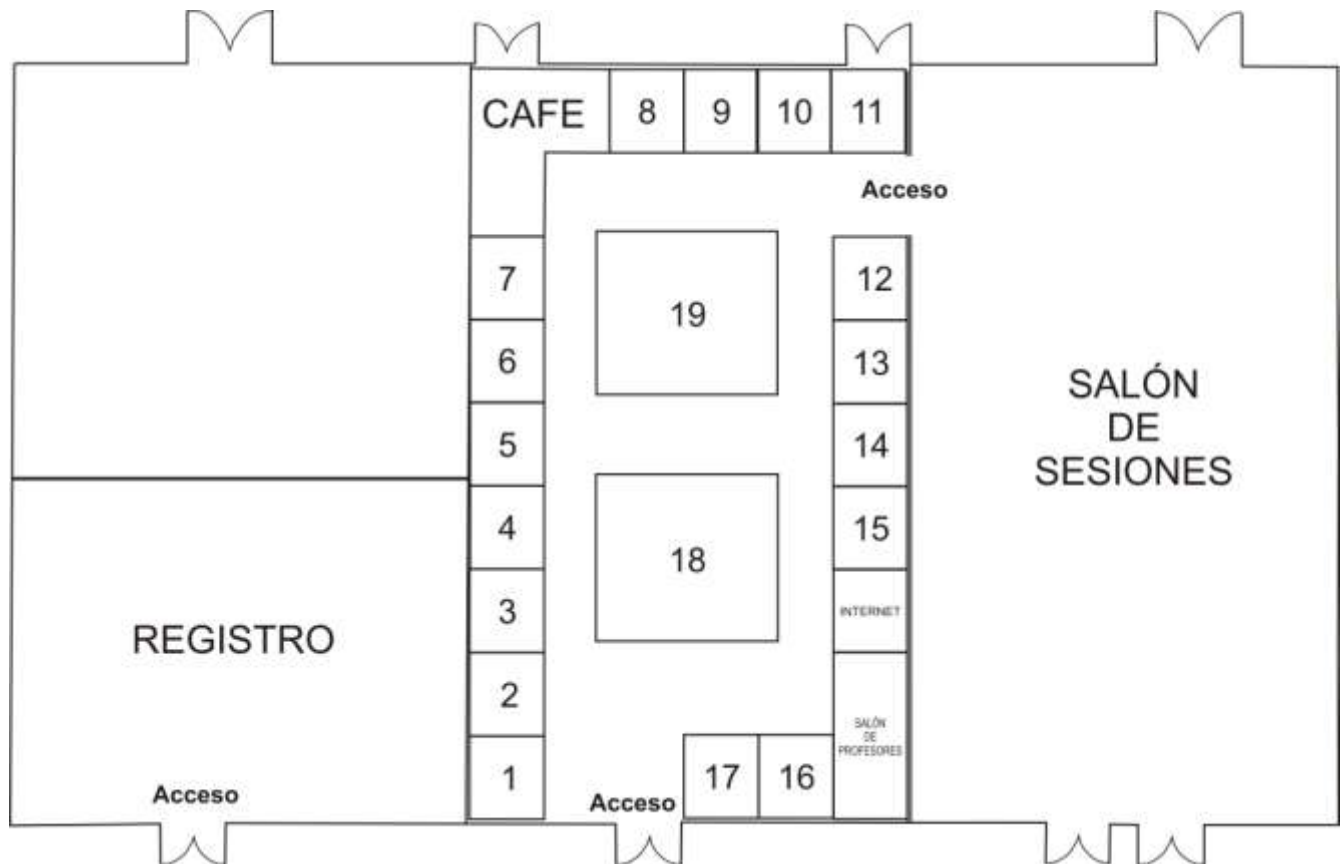 CAFE
8
9
10
11
Acceso
7
19
12
6
13
5
14
SALÓN
DE
SESIONES
4
18
15
3
INTERNET
REGISTRO
2
SALÓN
DE
PROFESORES
1
17
16
Acceso
Acceso